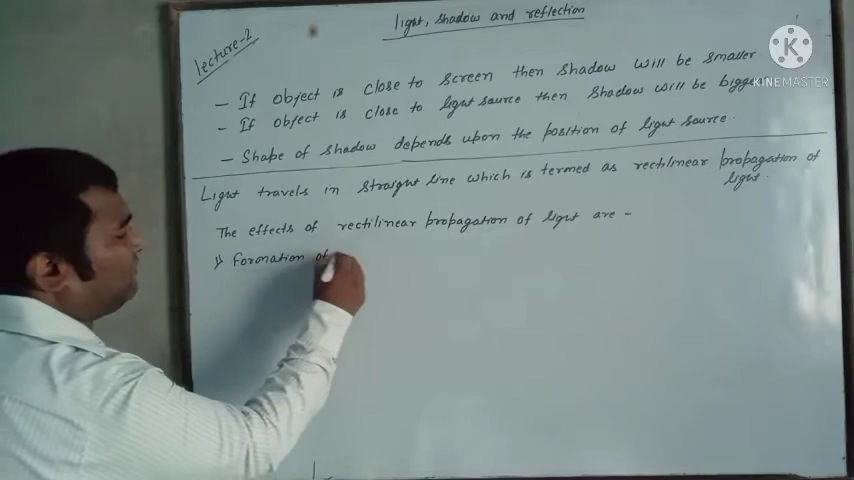 lecture-2
light, shadow and reflection
- If object is close to screen then shadow will be smaller
- If object is close to light source then shadow will be bigger
- Shape of shadow depends upon the position of light source.
Light travels in straight line which is termed as rectilinear propagation of
light.
The effects of rectilinear propagation of light are -
1) Formation of
K
KINEMASTER